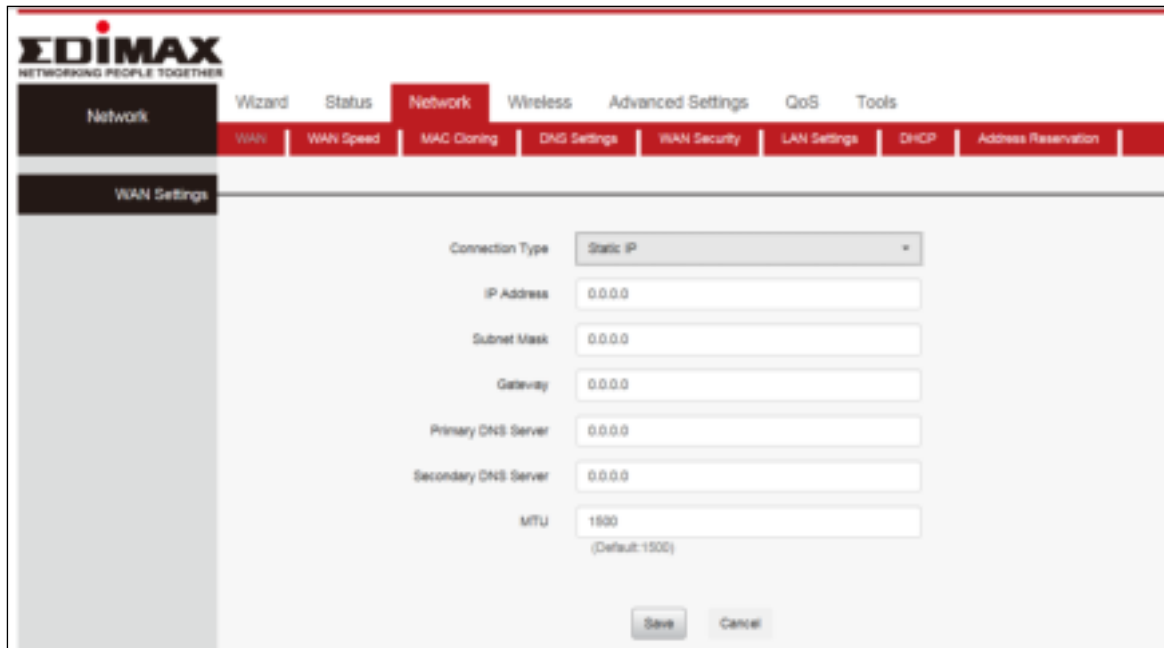 EDIMAX
NETWORKING PEOPLE TOGETHER
Network
Wizard Status Network Wireless Advanced Settings QoS Tools
WAN WAN Speed MAC Cloning DNS Settings WAN Security LAN Settings DHCP Address Reservation
WAN Settings
Connection Type Static IP
IP Address 0.0.0.0
Subnet Mask 0.0.0.0
Gateway 0.0.0.0
Primary DNS Server 0.0.0.0
Secondary DNS Server 0.0.0.0
MTU 1500
(Default:1500)
Save Cancel